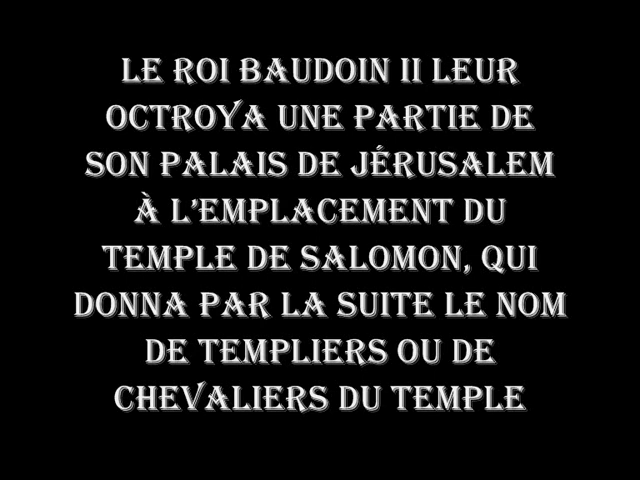 LE ROI BAUDOIN II LEUR
OCTROYA UNE PARTIE DE
SON PALAIS DE JÉRUSALEM
À L’EMPLACEMENT DU
TEMPLE DE SALOMON, QUI
DONNA PAR LA SUITE LE NOM
DE TEMPLIERS OU DE
CHEVALIERS DU TEMPLE